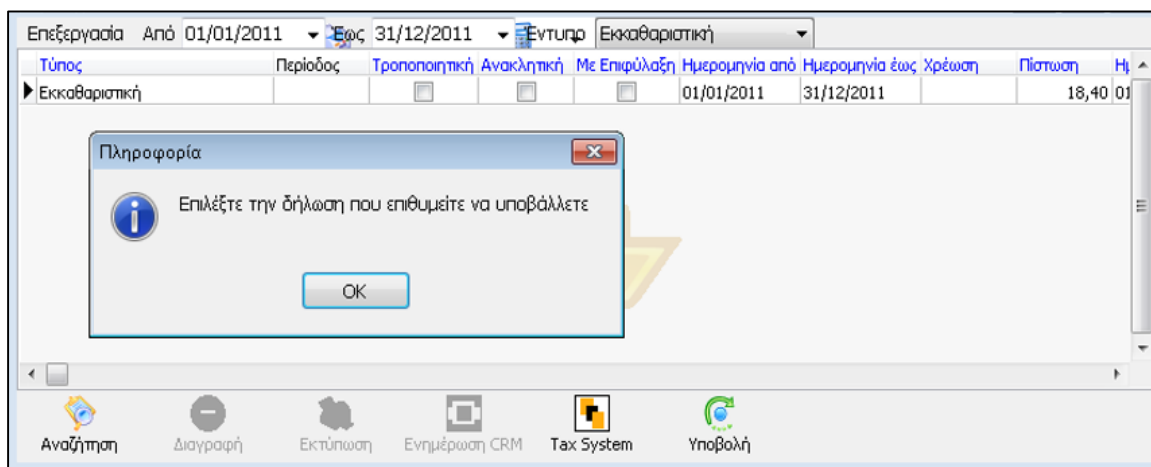 Επεξεργασία Από 01/01/2011 Έως 31/12/2011 Έντυπο Εκκαθαριστική
Τύπος Περίοδος Τροποποιητική Ανακλητική Με Επιφύλαξη Ημερομηνία από Ημερομηνία έως Χρέωση Πίστωση
Εκκαθαριστική 01/01/2011 31/12/2011 18,40 01
Πληροφορία
Επιλέξτε την δήλωση που επιθυμείτε να υποβάλλετε
OK
Αναζήτηση Διαγραφή Εκτύπωση Ενημέρωση CRM Tax System Υποβολή